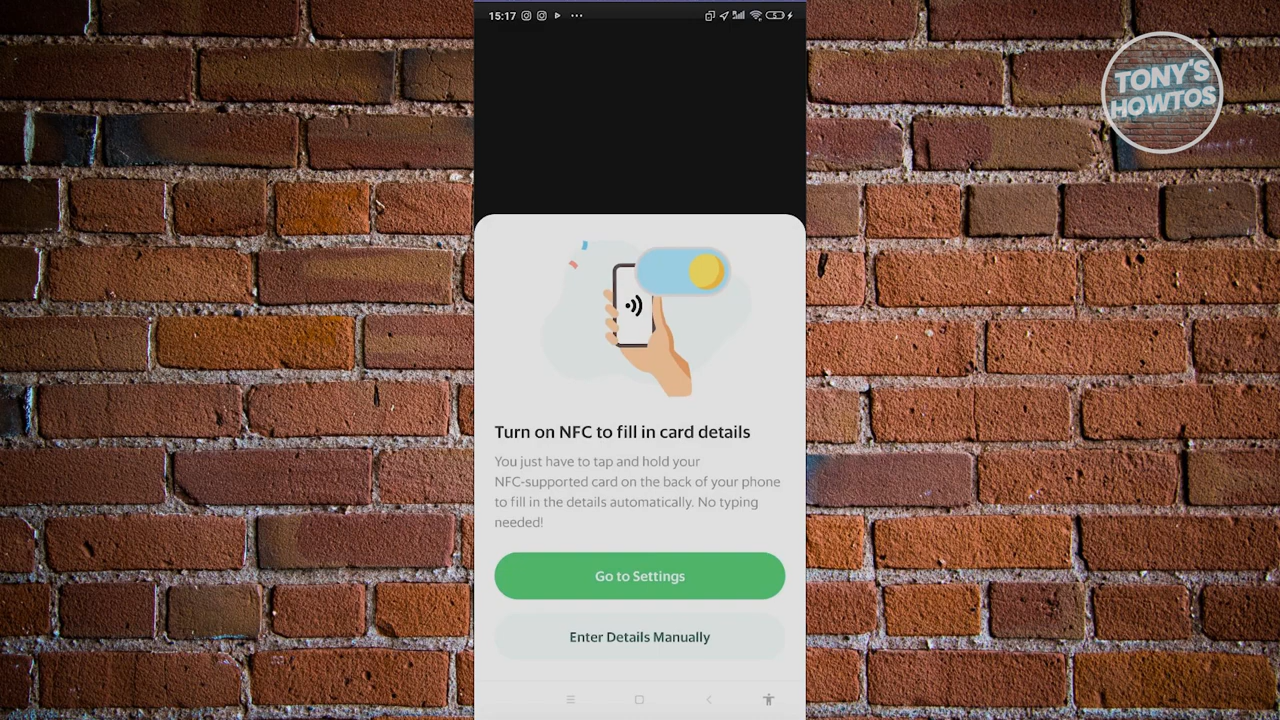 15:17
TONY'S
HOWTOS
Turn on NFC to fill in card details
You just have to tap and hold your
NFC-supported card on the back of your phone
to fill in the details automatically. No typing
needed!
Go to Settings
Enter Details Manually